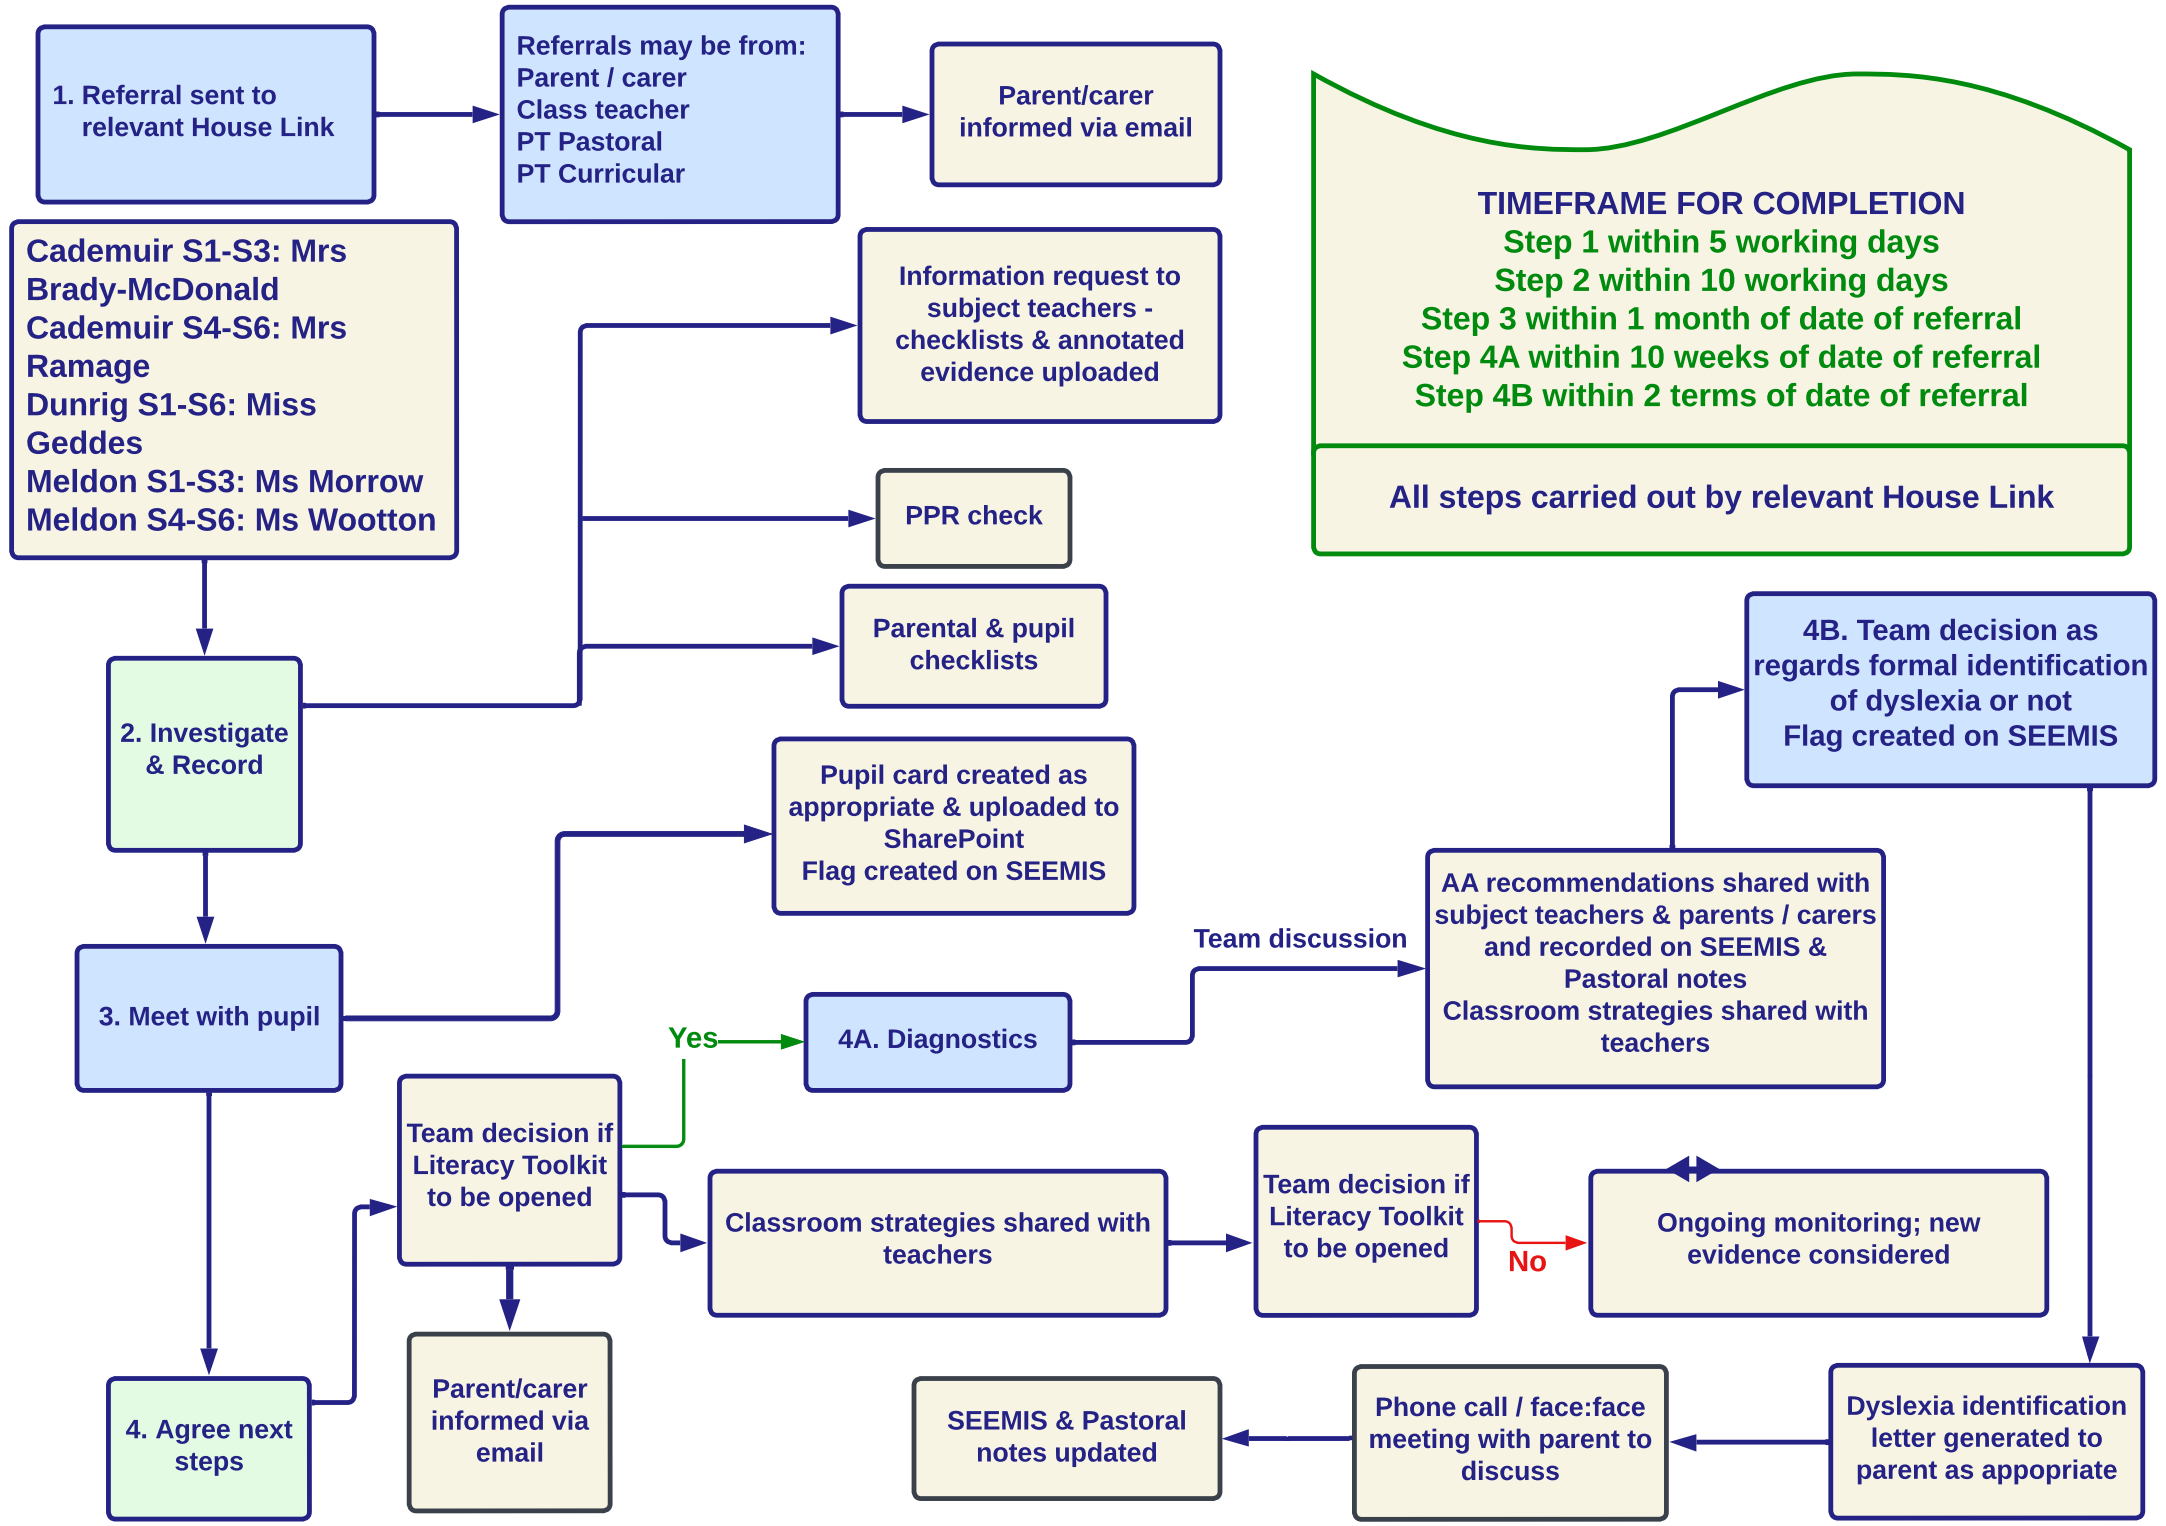 1. Referral sent to
relevant House Link
Referrals may be from:
Parent / carer
Class teacher
PT Pastoral
PT Curricular
Parent/carer
informed via email
TIMEFRAME FOR COMPLETION
Step 1 within 5 working days
Step 2 within 10 working days
Step 3 within 1 month of date of referral
Step 4A within 10 weeks of date of referral
Step 4B within 2 terms of date of referral
All steps carried out by relevant House Link
Cademuir S1-S3: Mrs
Brady-McDonald
Cademuir S4-S6: Mrs
Ramage
Dunrig S1-S6: Miss
Geddes
Meldon S1-S3: Ms Morrow
Meldon S4-S6: Ms Wootton
Information request to
subject teachers -
checklists & annotated
evidence uploaded
PPR check
Parental & pupil
checklists
2. Investigate
& Record
Pupil card created as
appropriate & uploaded to
SharePoint
Flag created on SEEMIS
4B. Team decision as
regards formal identification
of dyslexia or not
Flag created on SEEMIS
3. Meet with pupil
Yes
4A. Diagnostics
Team discussion
AA recommendations shared with
subject teachers & parents / carers
and recorded on SEEMIS &
Pastoral notes
Classroom strategies shared with
teachers
Team decision if
Literacy Toolkit
to be opened
Classroom strategies shared with
teachers
Team decision if
Literacy Toolkit
to be opened
No
Ongoing monitoring; new
evidence considered
4. Agree next
steps
Parent/carer
informed via
email
SEEMIS & Pastoral
notes updated
Phone call / face:face
meeting with parent to
discuss
Dyslexia identification
letter generated to
parent as appopriate